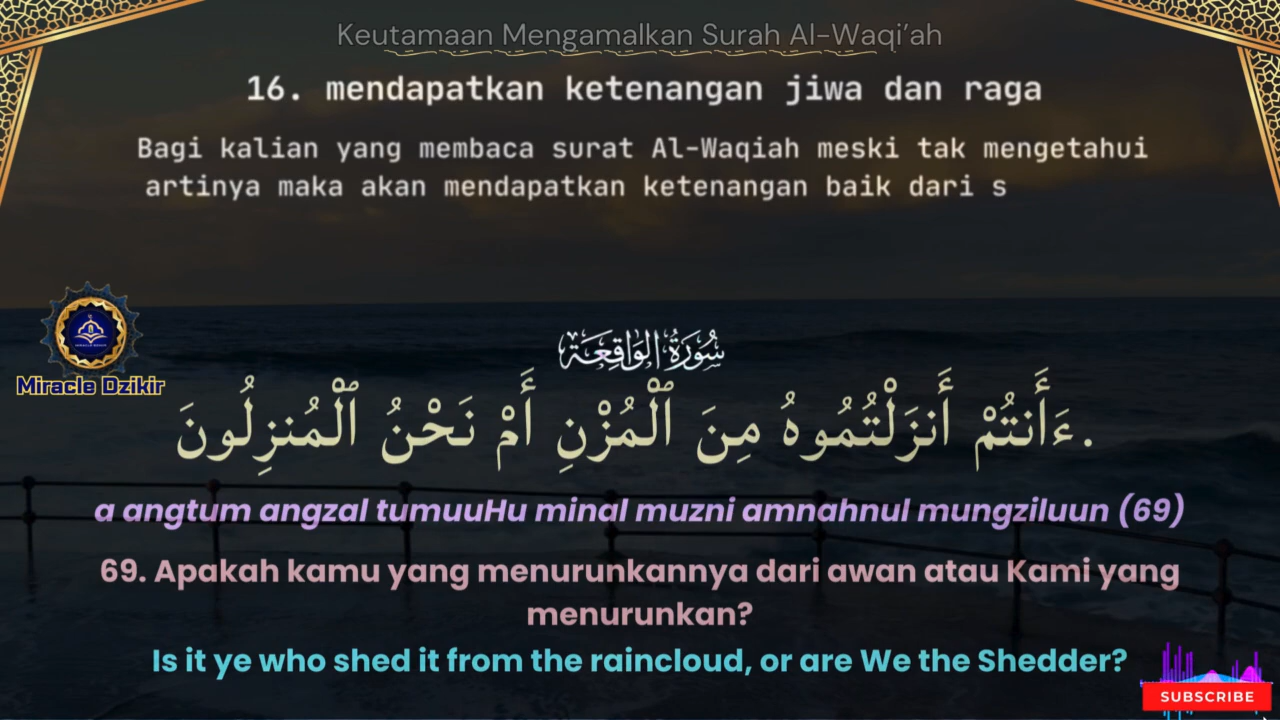 Keutamaan Mengamalkan Surah Al-Waqi'ah
16. mendapatkan ketenangan jiwa dan raga
Bagi kalian yang membaca surat Al-Waqiah meski tak mengetahui
artinya maka akan mendapatkan ketenangan baik dari s
سُورَةُ الوَاقِعَة
Miracle Dzikir
ءَأَنتُمْ أَنزَلْتُمُوهُ مِنَ ٱلْمُزْنِ أَمْ نَحْنُ ٱلْمُنزِلُونَ.
a angtum angzal tumuuHu minal muzni amnahnul mungziluun (69)
69. Apakah kamu yang menurunkannya dari awan atau Kami yang
menurunkan?
Is it ye who shed it from the raincloud, or are We the Shedder?
SUBSCRIBE